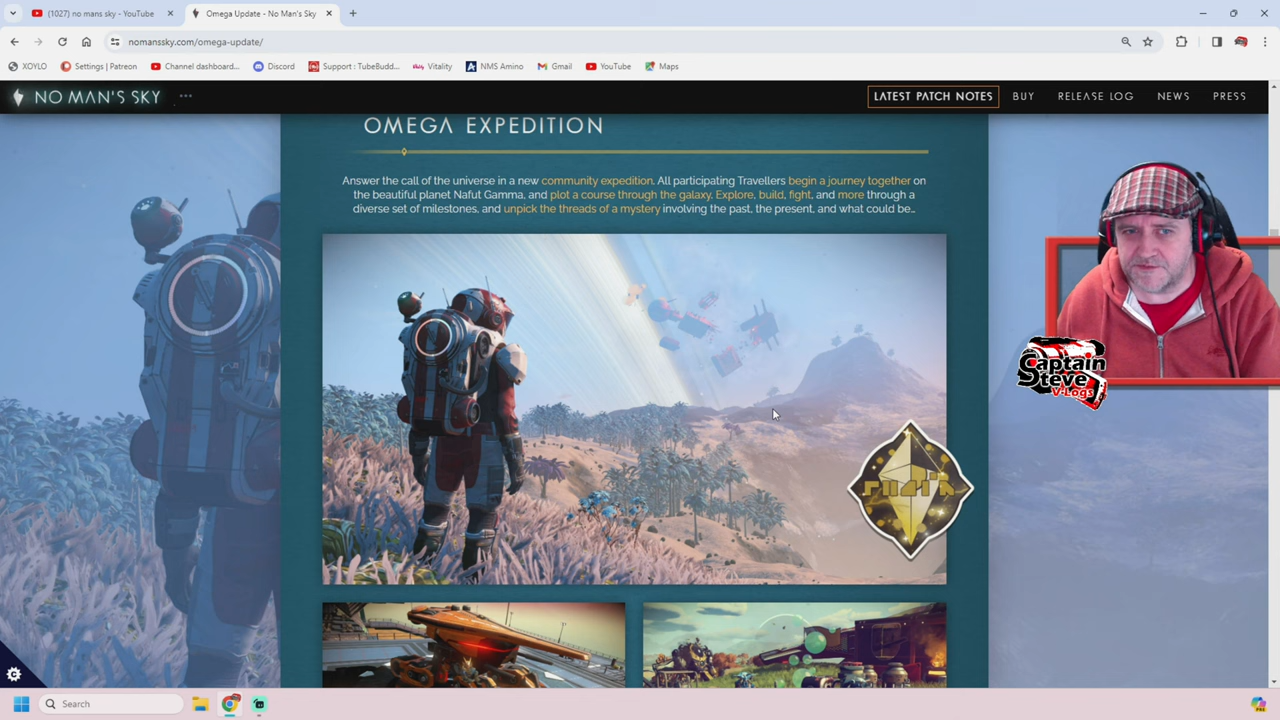 (1027) no mans sky - YouTube
Omega Update - No Man's Sky
nomanssky.com/omega-update/
XOYLO
Settings | Patreon
Channel dashboard...
Discord
Support : TubeBudd...
Vitality
NMS Amino
Gmail
YouTube
Maps
NO MAN'S SKY
LATEST PATCH NOTES
BUY
RELEASE LOG
NEWS
PRESS
OMEGA EXPEDITION
Answer the call of the universe in a new community expedition. All participating Travellers begin a journey together on
the beautiful planet Nafut Gamma, and plot a course through the galaxy. Explore, build, fight, and more through a
diverse set of milestones, and unpick the threads of a mystery involving the past, the present, and what could be...
Captain
Steve
V-Logs
Search